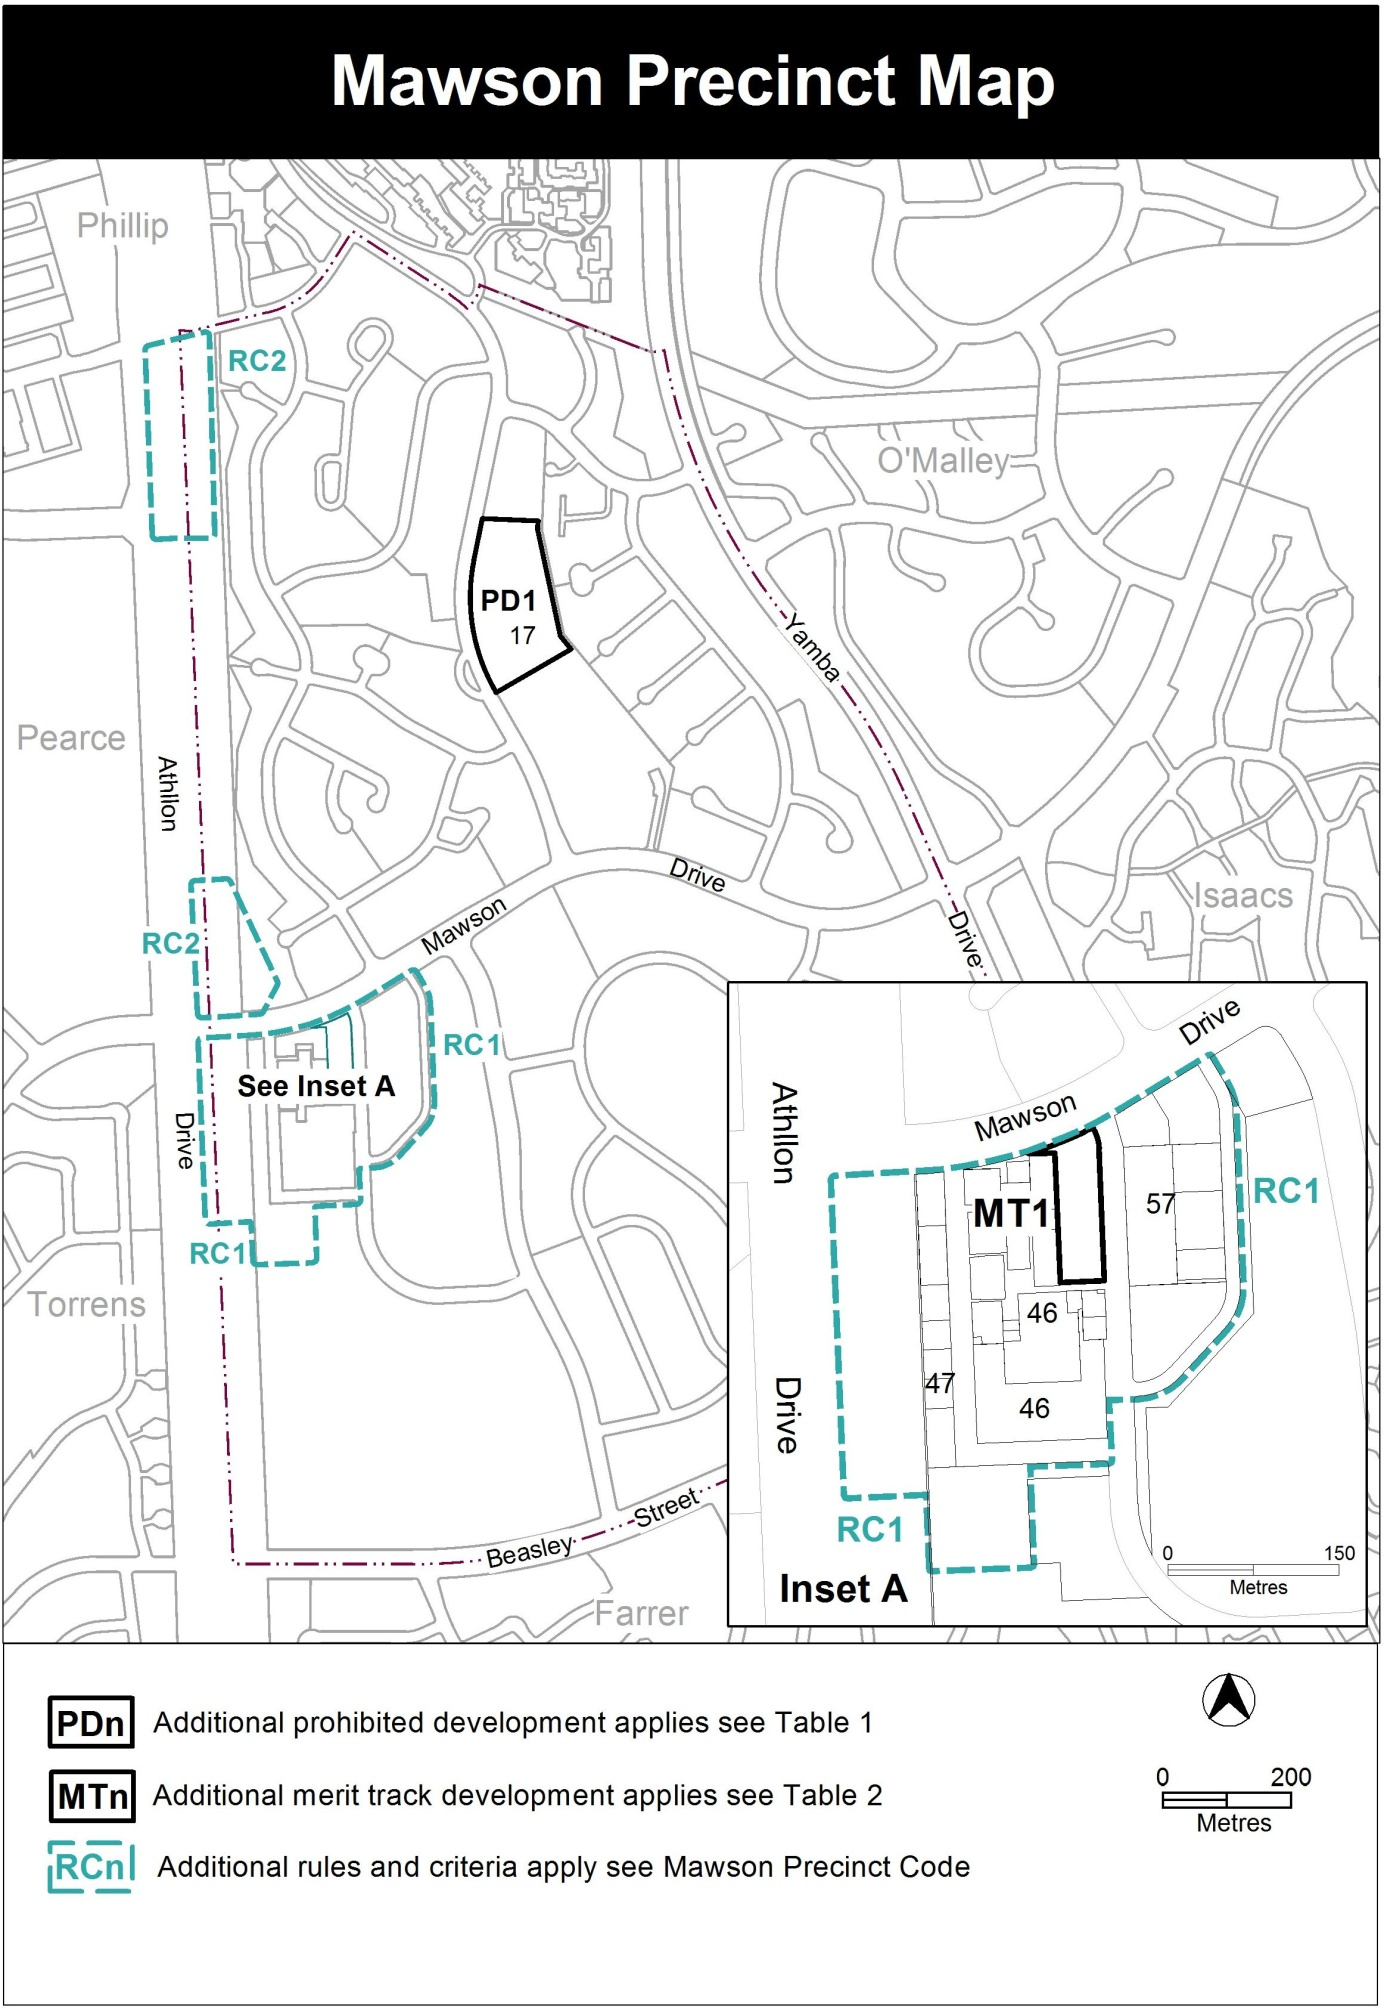 Mawson Precinct Map
Phillip
RC2
O'Malley
PD1
17
Yamba
Pearce
Athllon
Drive
Isaacs
Mawson
Drive
RC2
RC1
See Inset A
Drive
RC1
Torrens
Beasley
Street
Farrer
Drive
Mawson
Athllon
RC1
57
MT1
46
47
46
Drive
RC1
0 150
Metres
Inset A
PDn Additional prohibited development applies see Table 1
MTn Additional merit track development applies see Table 2
RCn Additional rules and criteria apply see Mawson Precinct Code
0 200
Metres